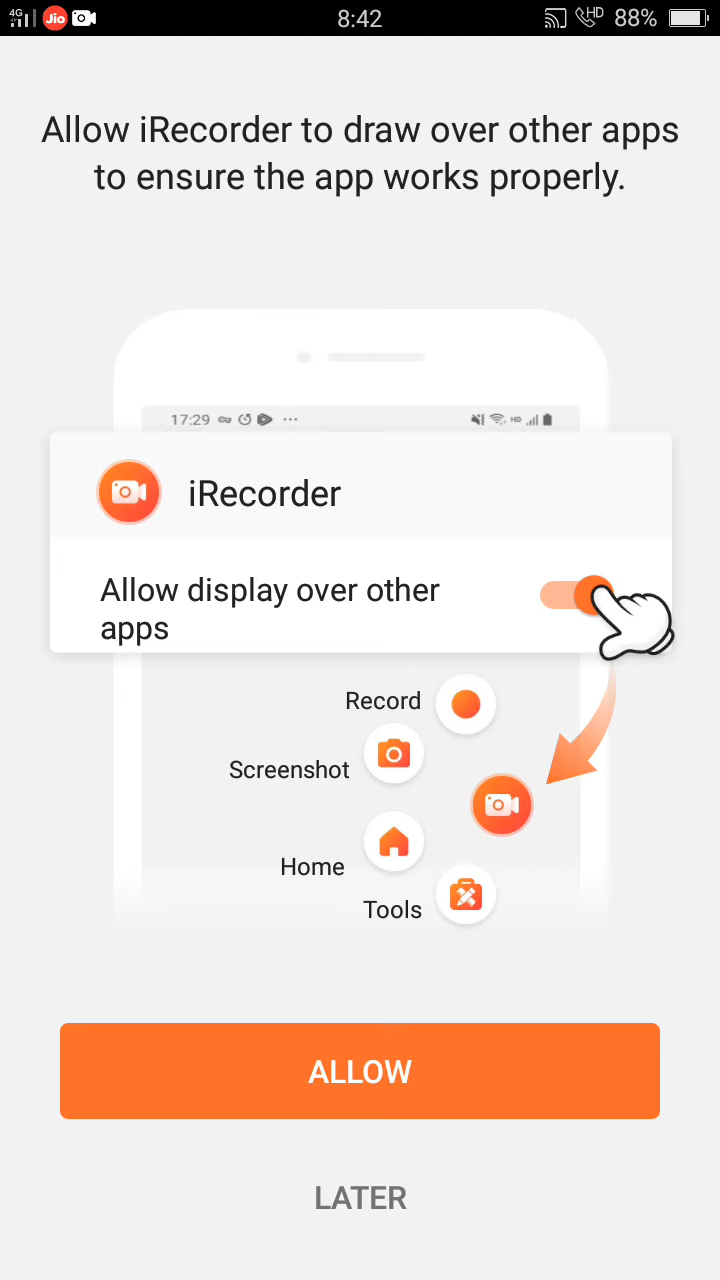 4G Jio 8:42 HD 88%
Allow iRecorder to draw over other apps
to ensure the app works properly.
17:29 HD
iRecorder
Allow display over other
apps
Record
Screenshot
Home
Tools
ALLOW
LATER